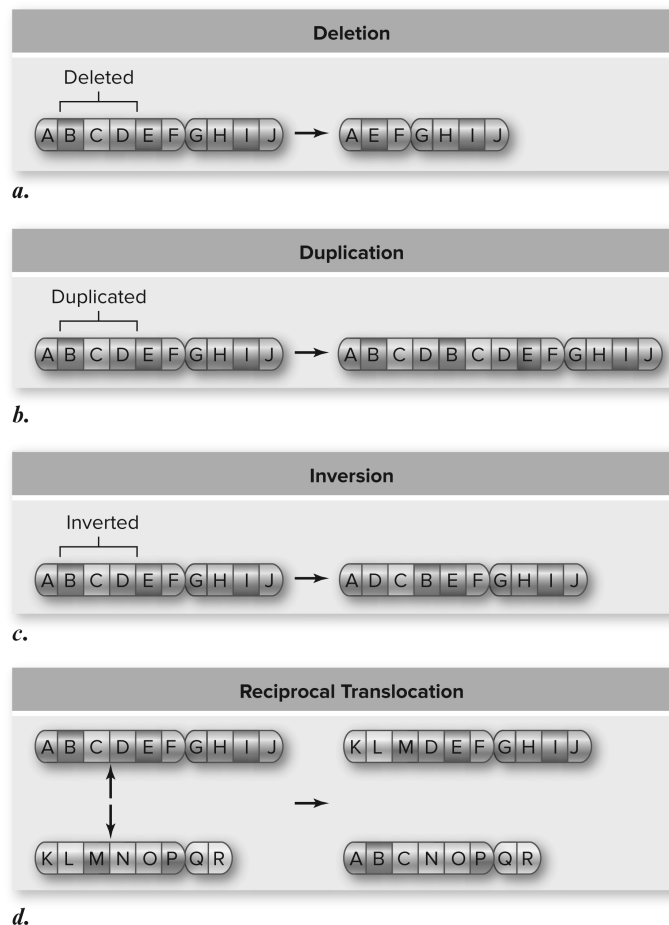 Deletion
Deleted
A B C D E F G H I J
A E F G H I J
a.
Duplication
Duplicated
A B C D E F G H I J
A B C D B C D E F G H I J
b.
Inversion
Inverted
A B C D E F G H I J
A D C B E F G H I J
c.
Reciprocal Translocation
A B C D E F G H I J
K L M D E F G H I J
K L M N O P Q R
A B C N O P Q R
d.